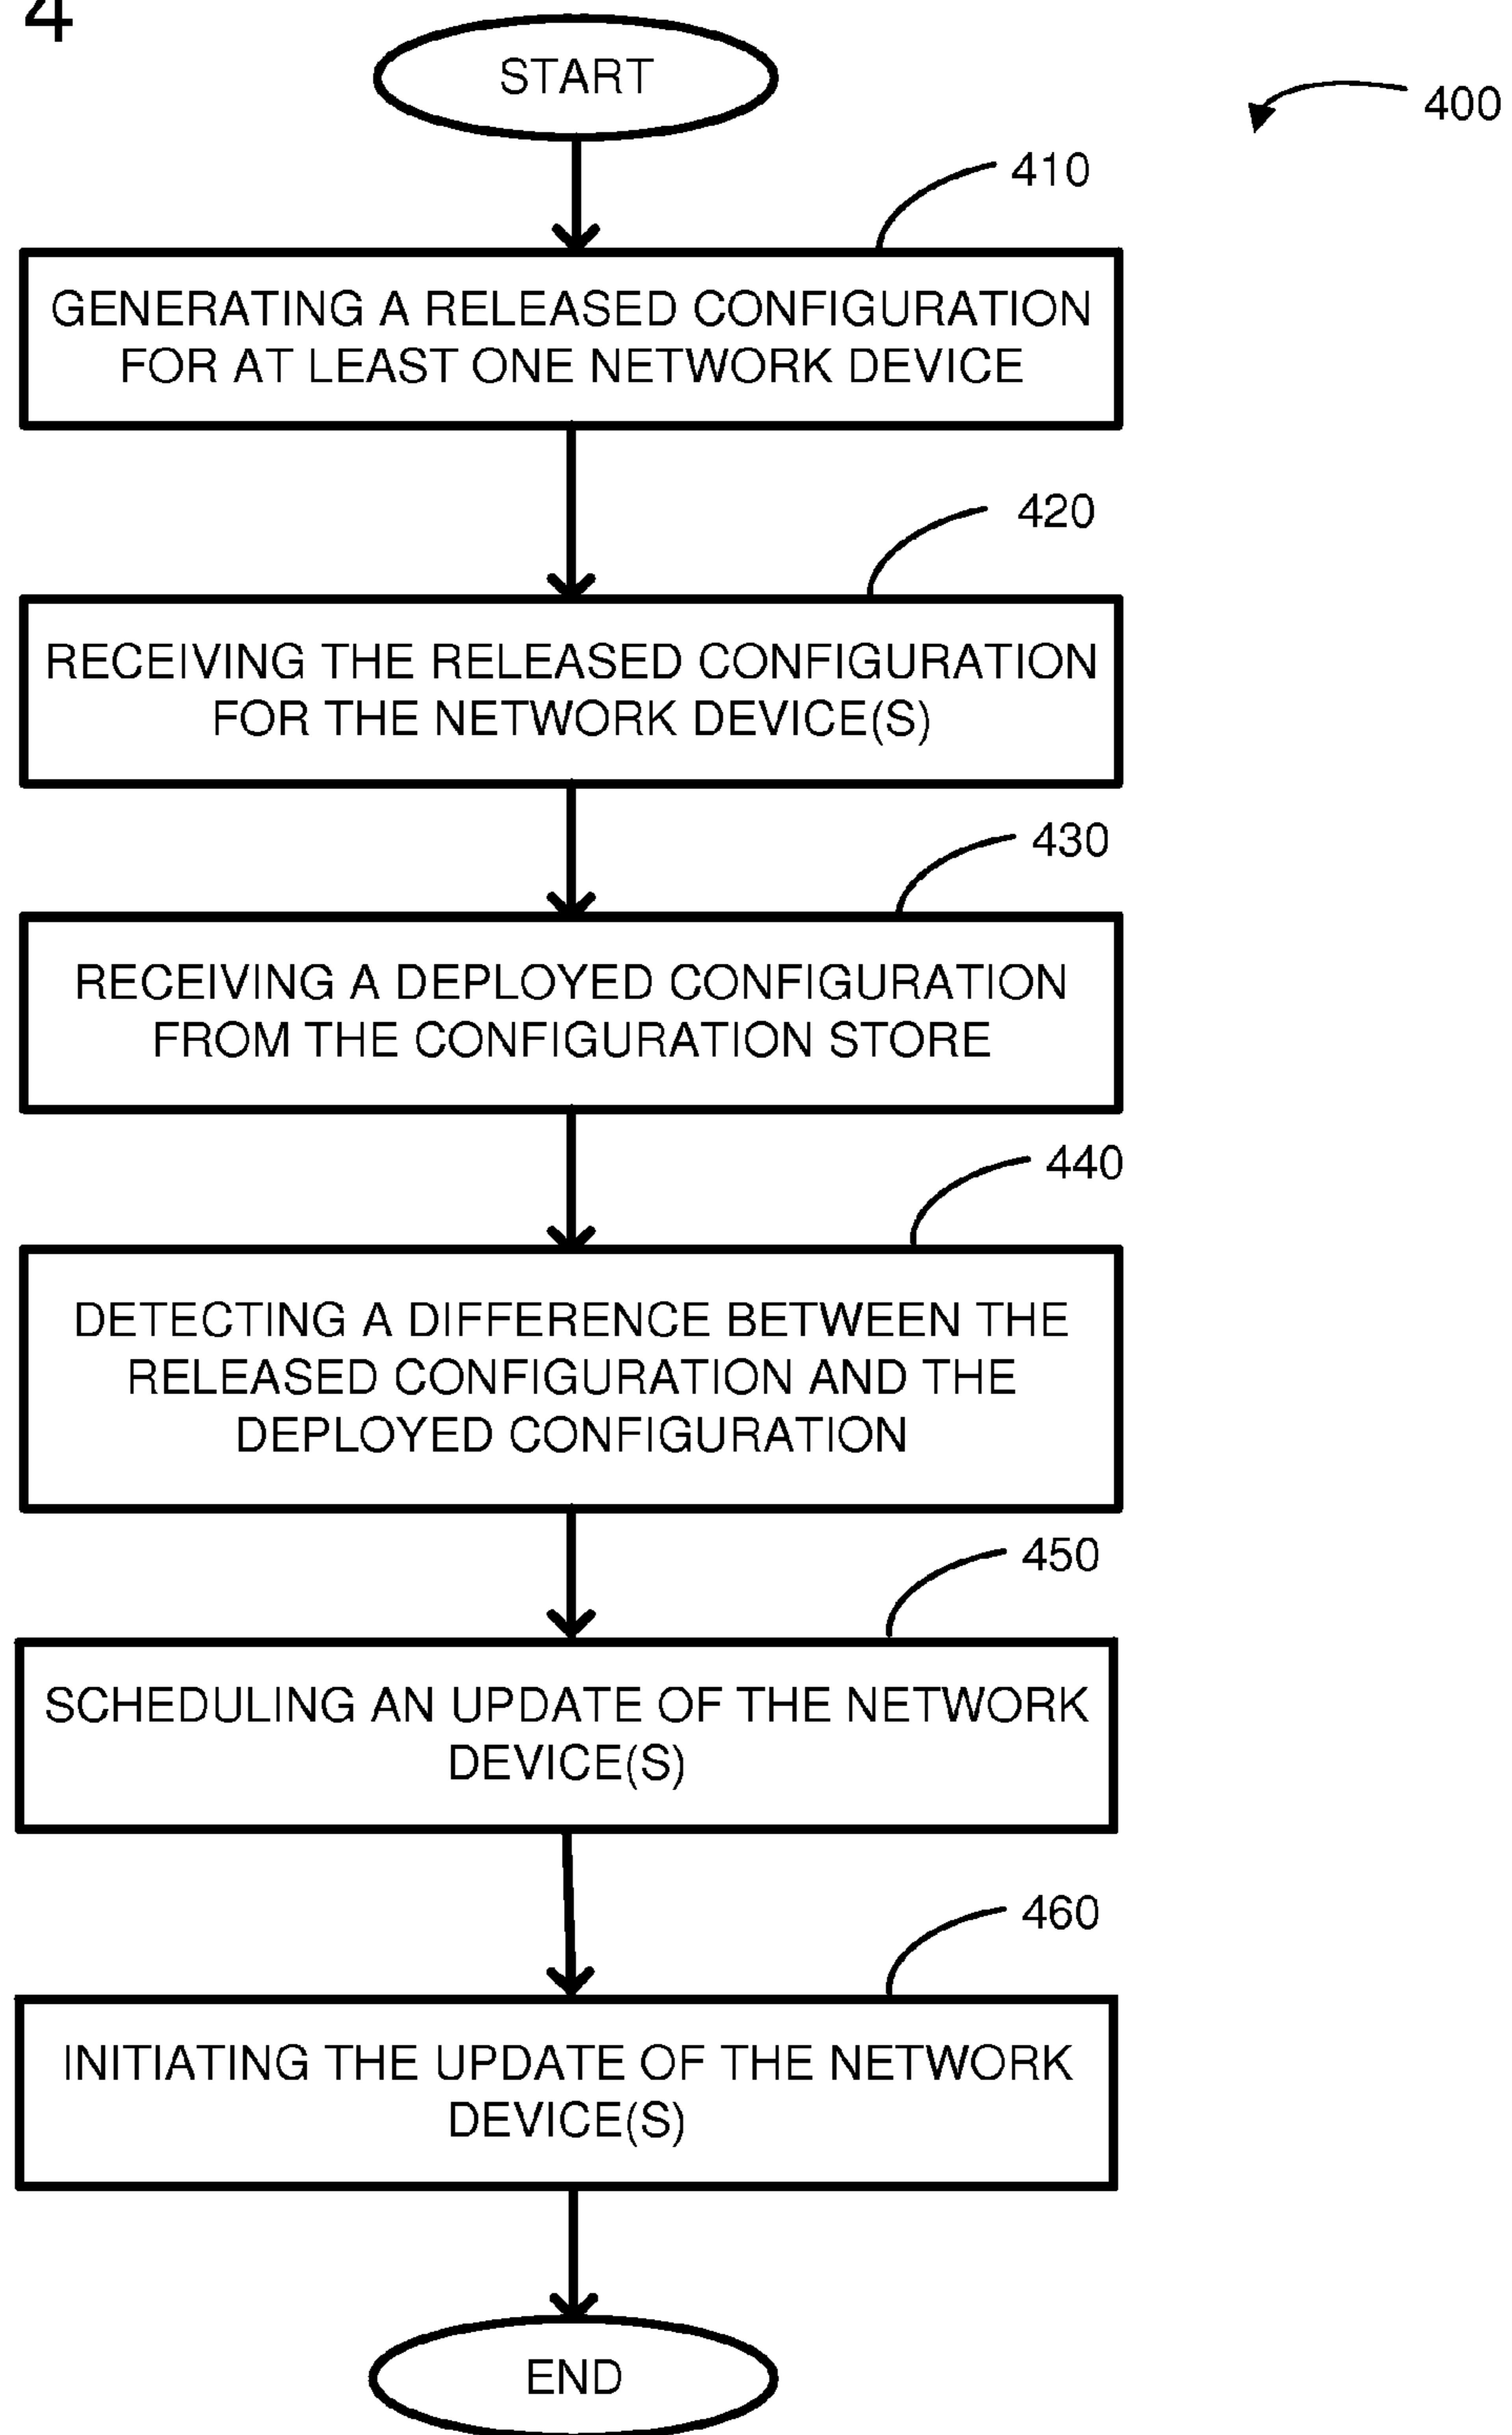 4
START
400
410
GENERATING A RELEASED CONFIGURATION
FOR AT LEAST ONE NETWORK DEVICE
420
RECEIVING THE RELEASED CONFIGURATION
FOR THE NETWORK DEVICE(S)
430
RECEIVING A DEPLOYED CONFIGURATION
FROM THE CONFIGURATION STORE
440
DETECTING A DIFFERENCE BETWEEN THE
RELEASED CONFIGURATION AND THE
DEPLOYED CONFIGURATION
450
SCHEDULING AN UPDATE OF THE NETWORK
DEVICE(S)
460
INITIATING THE UPDATE OF THE NETWORK
DEVICE(S)
END